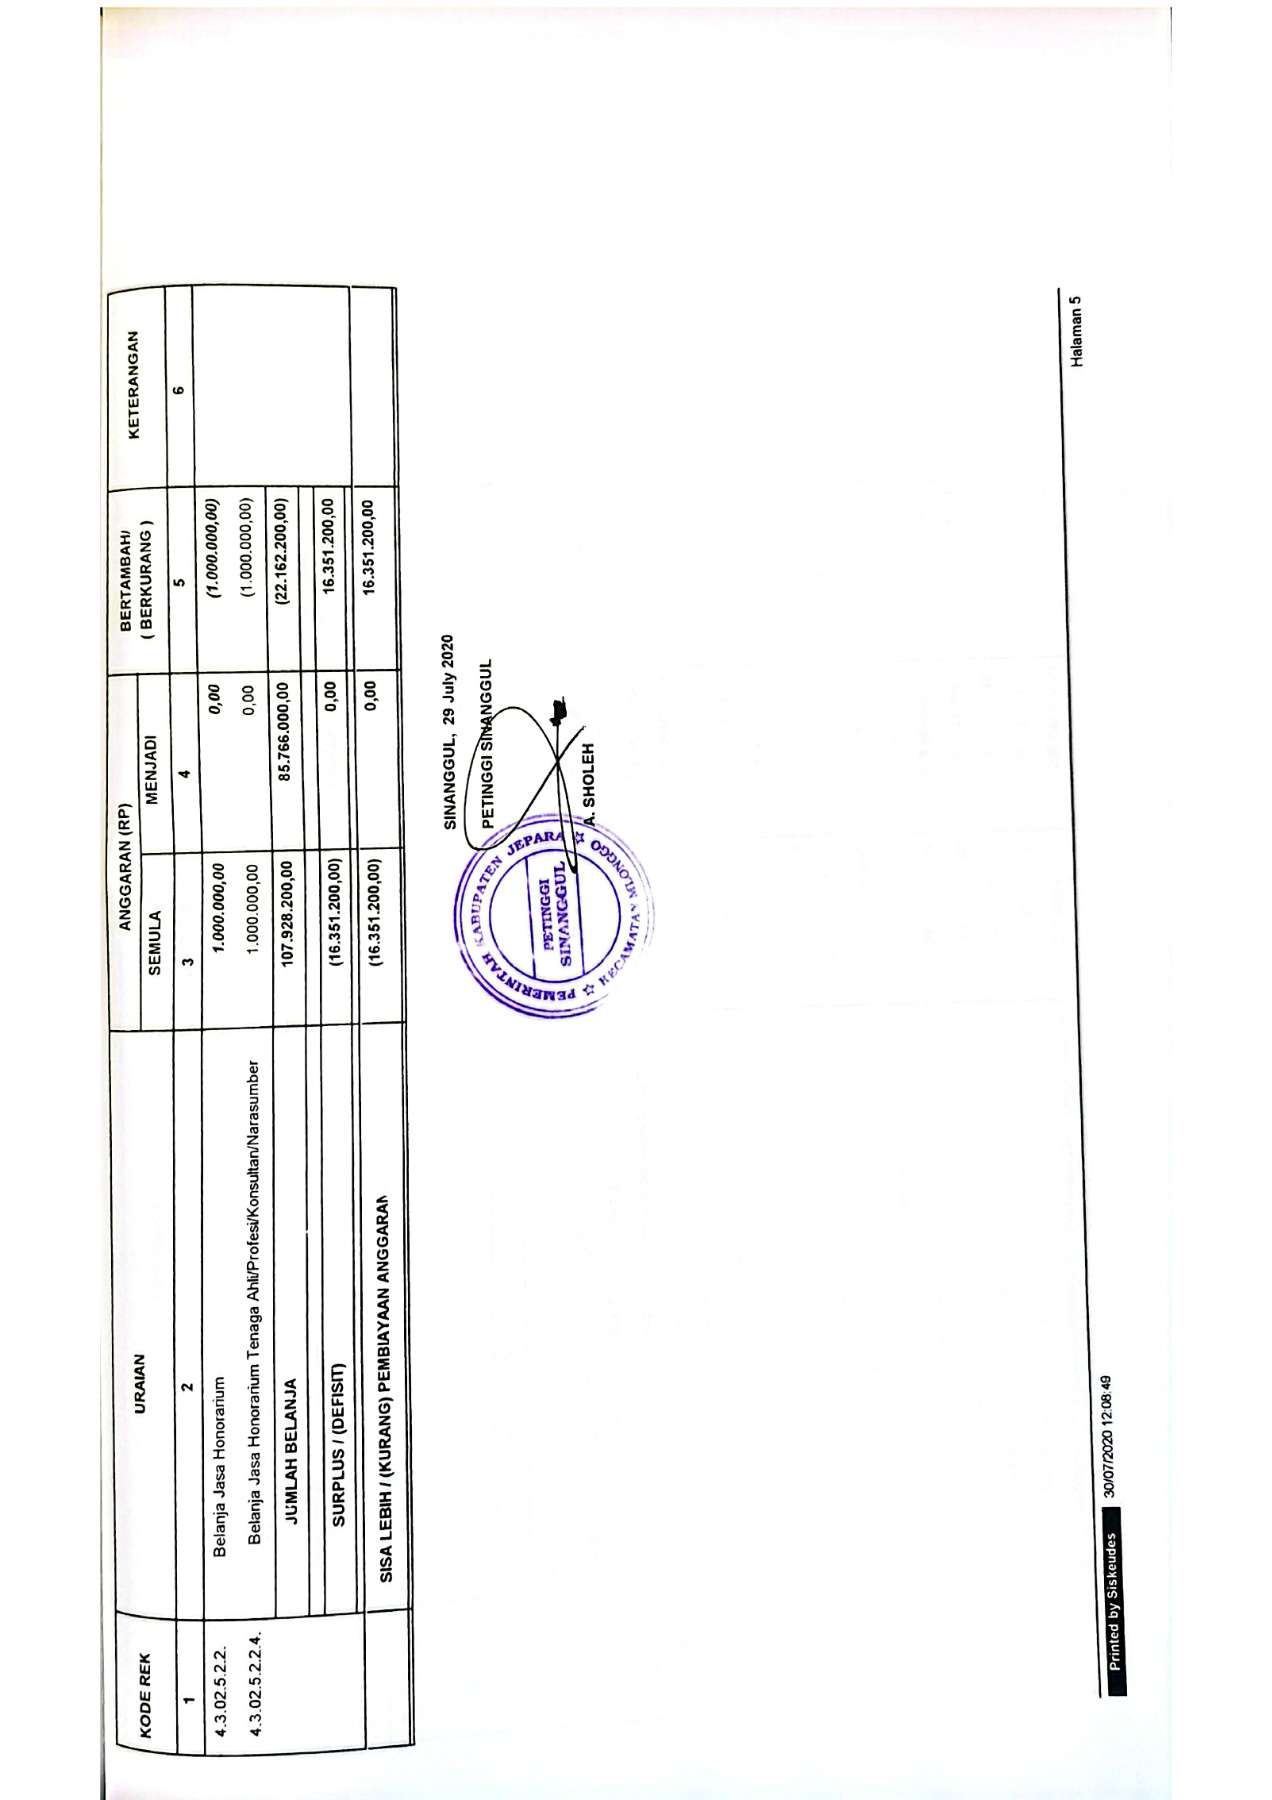 KODE REK URAIAN ANGGARAN (RP) BERTAMBAH/ ( BERKURANG ) KETERANGAN
SEMULA MENJADI
1 2 3 4 5 6
4.3.02.5.2.2. Belanja Jasa Honorarium 1.000.000,00 0,00 (1.000.000,00)
4.3.02.5.2.2.4. Belanja Jasa Honorarium Tenaga Ahli/Profesi/Konsultan/Narasumber 1.000.000,00 0,00 (1.000.000,00)
JUMLAH BELANJA 107.928.200,00 85.766.000,00 (22.162.200,00)
SURPLUS / (DEFISIT) (16.351.200,00) 0,00 16.351.200,00
SISA LEBIH / (KURANG) PEMBIAYAAN ANGGARAN (16.351.200,00) 0,00 16.351.200,00
SINANGGUL, 29 July 2020
PETINGGI SINANGGUL
PEMERINTAH KABUPATEN JEPARA
PETINGGI
SINANGGUL
KECAMATAN MLONGGO
A. SHOLEH
Printed by Siskeudes 30/07/2020 12:08:49 Halaman 5